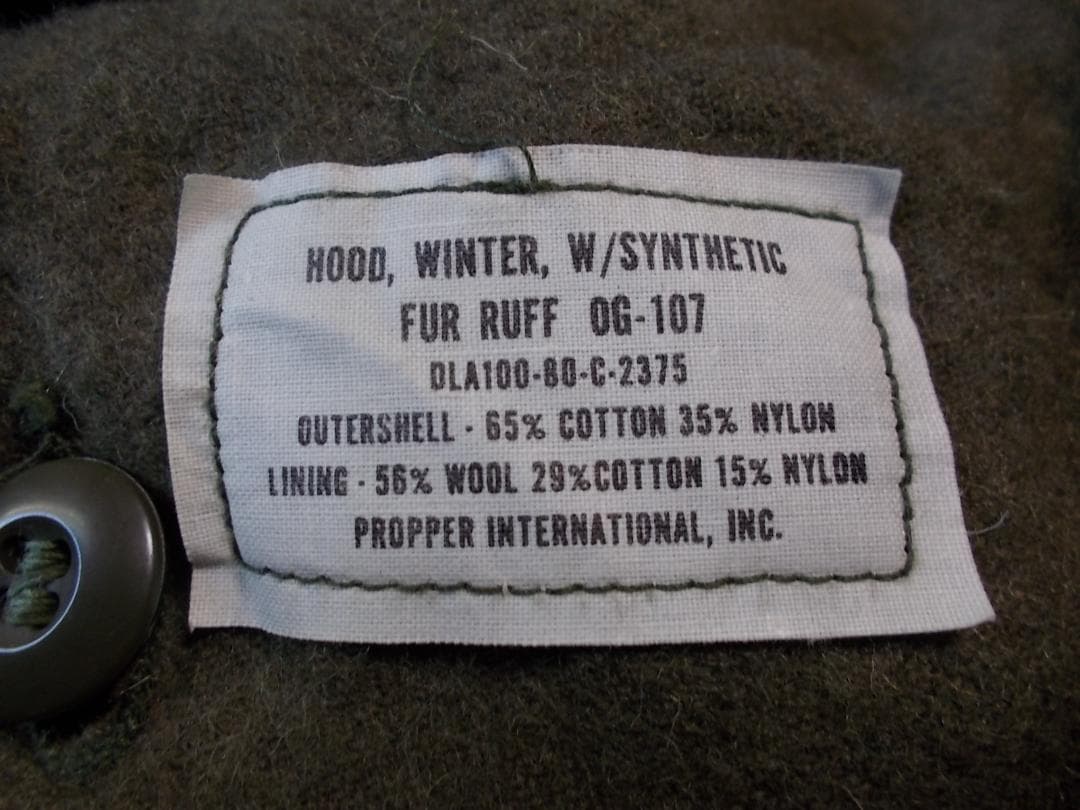 HOOD, WINTER, W/SYNTHETIC
FUR RUFF OG-107
DLA100-80-C-2375
OUTERSHELL - 65% COTTON 35% NYLON
LINING - 56% WOOL 29%COTTON 15% NYLON
PROPPER INTERNATIONAL, INC.